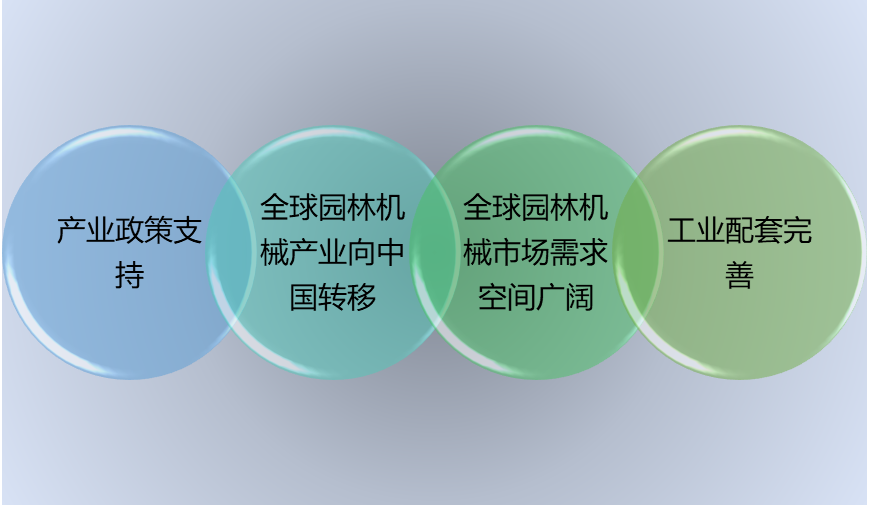 产业政策支
持
全球园林机
械产业向中
国转移
全球园林机
械市场需求
空间广阔
工业配套完
善